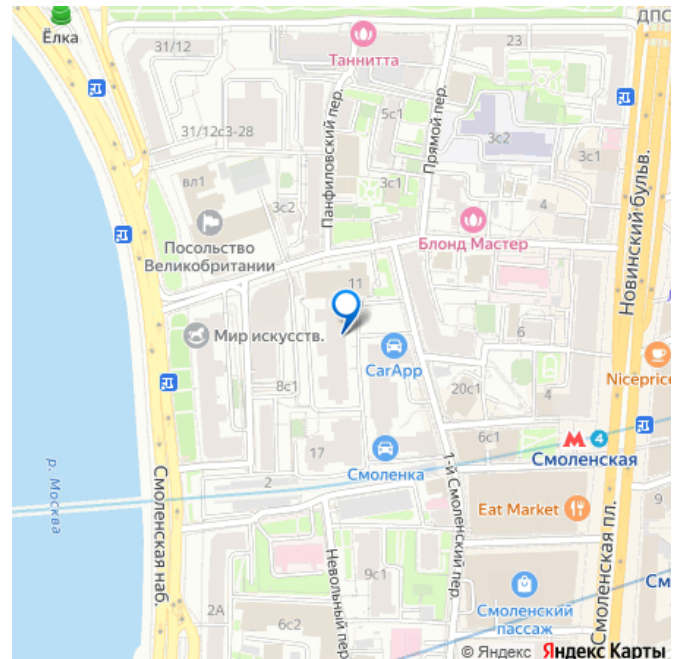 ДПС
Ёлка
31/12
Таннитта
23
Панфиловский пер.
5с1
Прямой пер.
31/12с3-28
3с2
3с1
вл1
3с1
3с2
4
Посольство
Великобритании
Блонд Мастер
Новинский бульв.
11
Мир искусств.
6
CarApp
8с1
20с1
4
Niceprice
6с1
М 4
Смоленская
17
Смоленка
1-й Смоленский пер.
р. Москва
Смоленская наб.
2
Eat Market
9
Невольный пер.
9с1
Смоленская пл.
См
2А
6с2
Смоленский
пассаж
© Яндекс Яндекс Карты